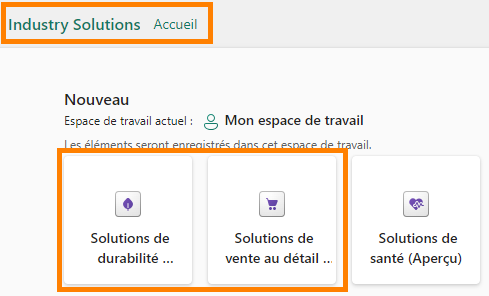 Industry Solutions Accueil
Nouveau
Espace de travail actuel : Mon espace de travail
Les éléments seront enregistrés dans cet espace de travail.
Solutions de
durabilité ...
Solutions de
vente au détail ...
Solutions de
santé (Aperçu)